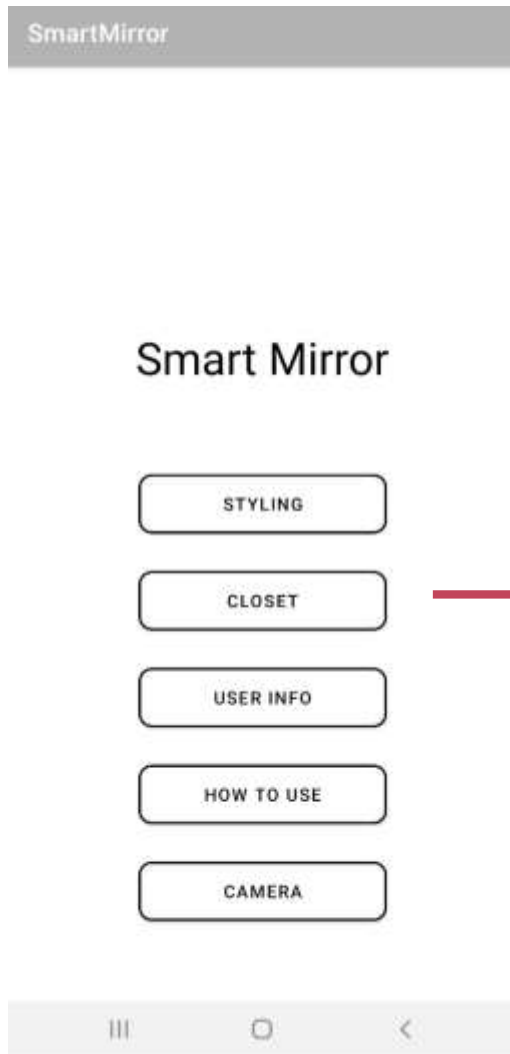 SmartMirror
Smart Mirror
STYLING
CLOSET
USER INFO
HOW TO USE
CAMERA